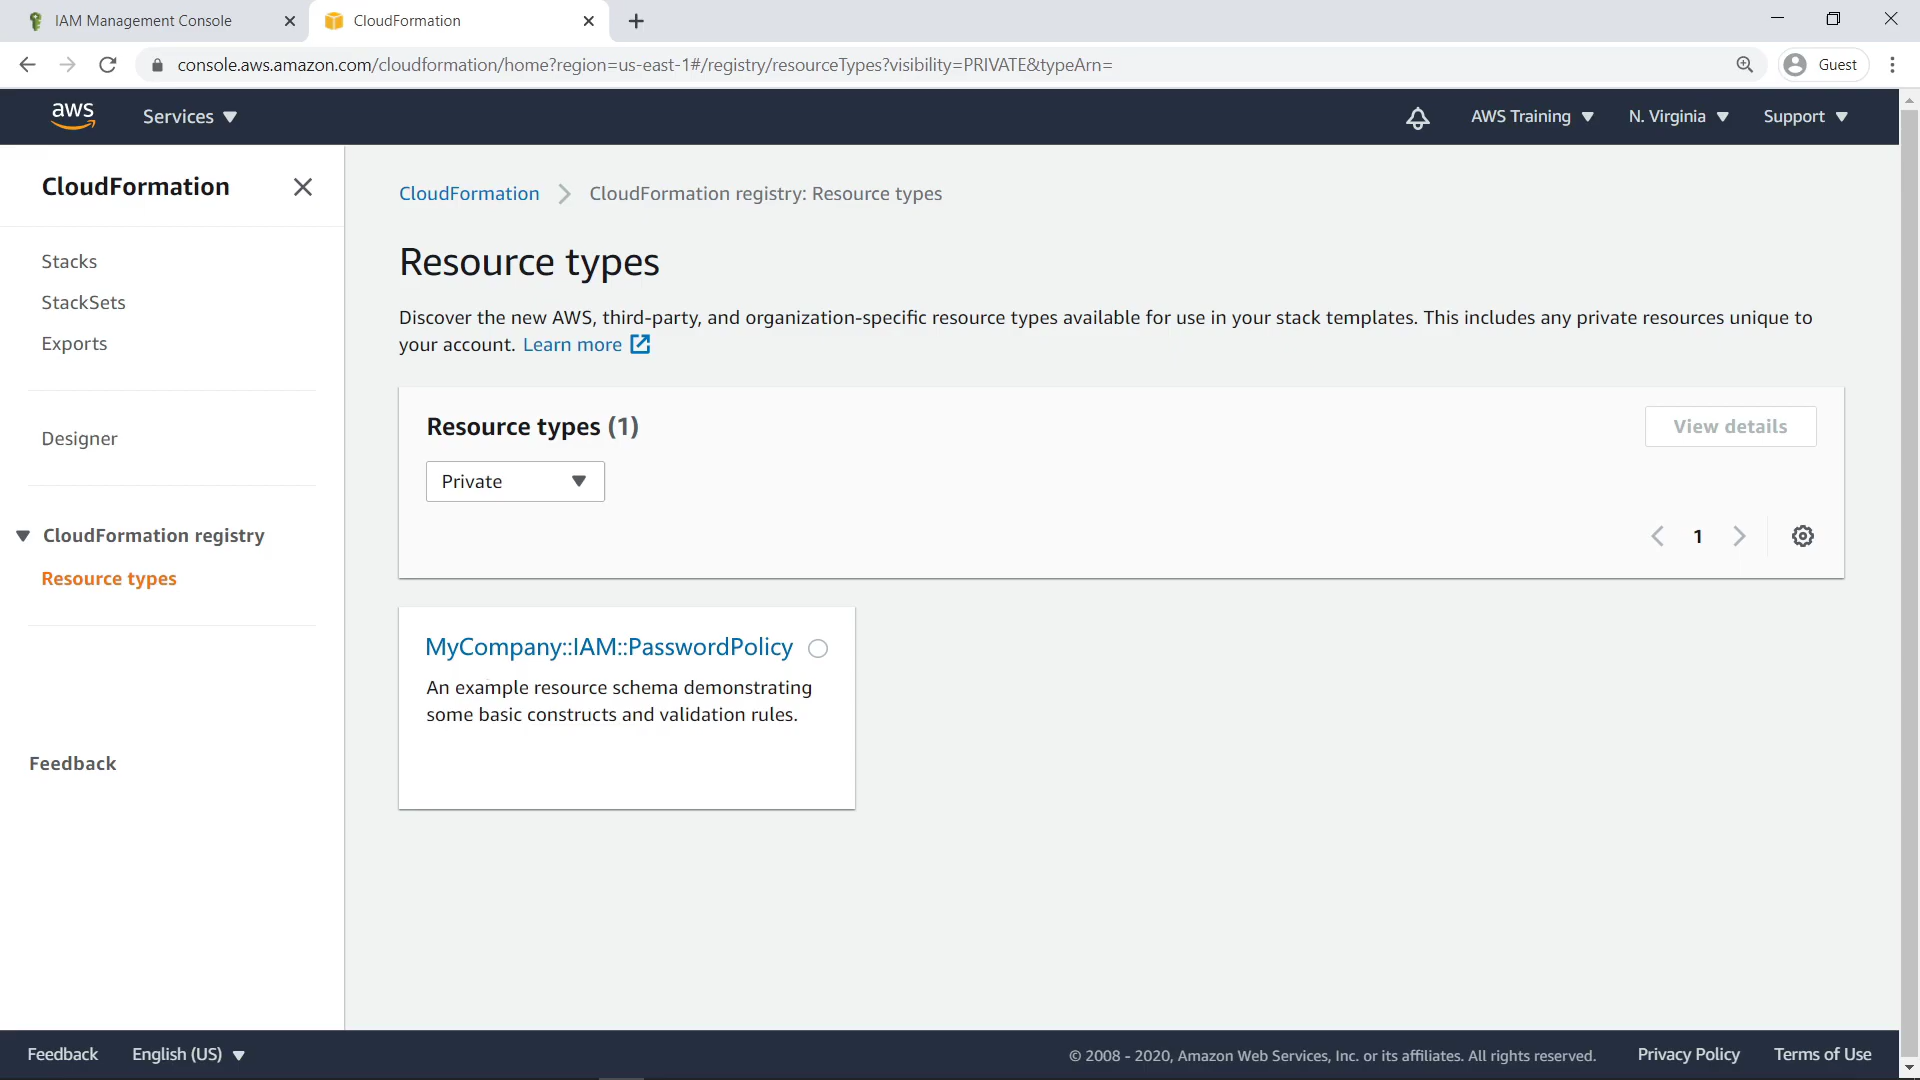 IAM Management Console
CloudFormation
console.aws.amazon.com/cloudformation/home?region=us-east-1#/registry/resourceTypes?visibility=PRIVATE&typeArn=
Guest
aws
Services
AWS Training
N. Virginia
Support
CloudFormation
Stacks
StackSets
Exports
Designer
CloudFormation registry
Resource types
Feedback
CloudFormation
CloudFormation registry: Resource types
Resource types
Discover the new AWS, third-party, and organization-specific resource types available for use in your stack templates. This includes any private resources unique to
your account. Learn more
Resource types (1)
View details
Private
1
MyCompany::IAM::PasswordPolicy
An example resource schema demonstrating
some basic constructs and validation rules.
Feedback
English (US)
© 2008 - 2020, Amazon Web Services, Inc. or its affiliates. All rights reserved.
Privacy Policy
Terms of Use